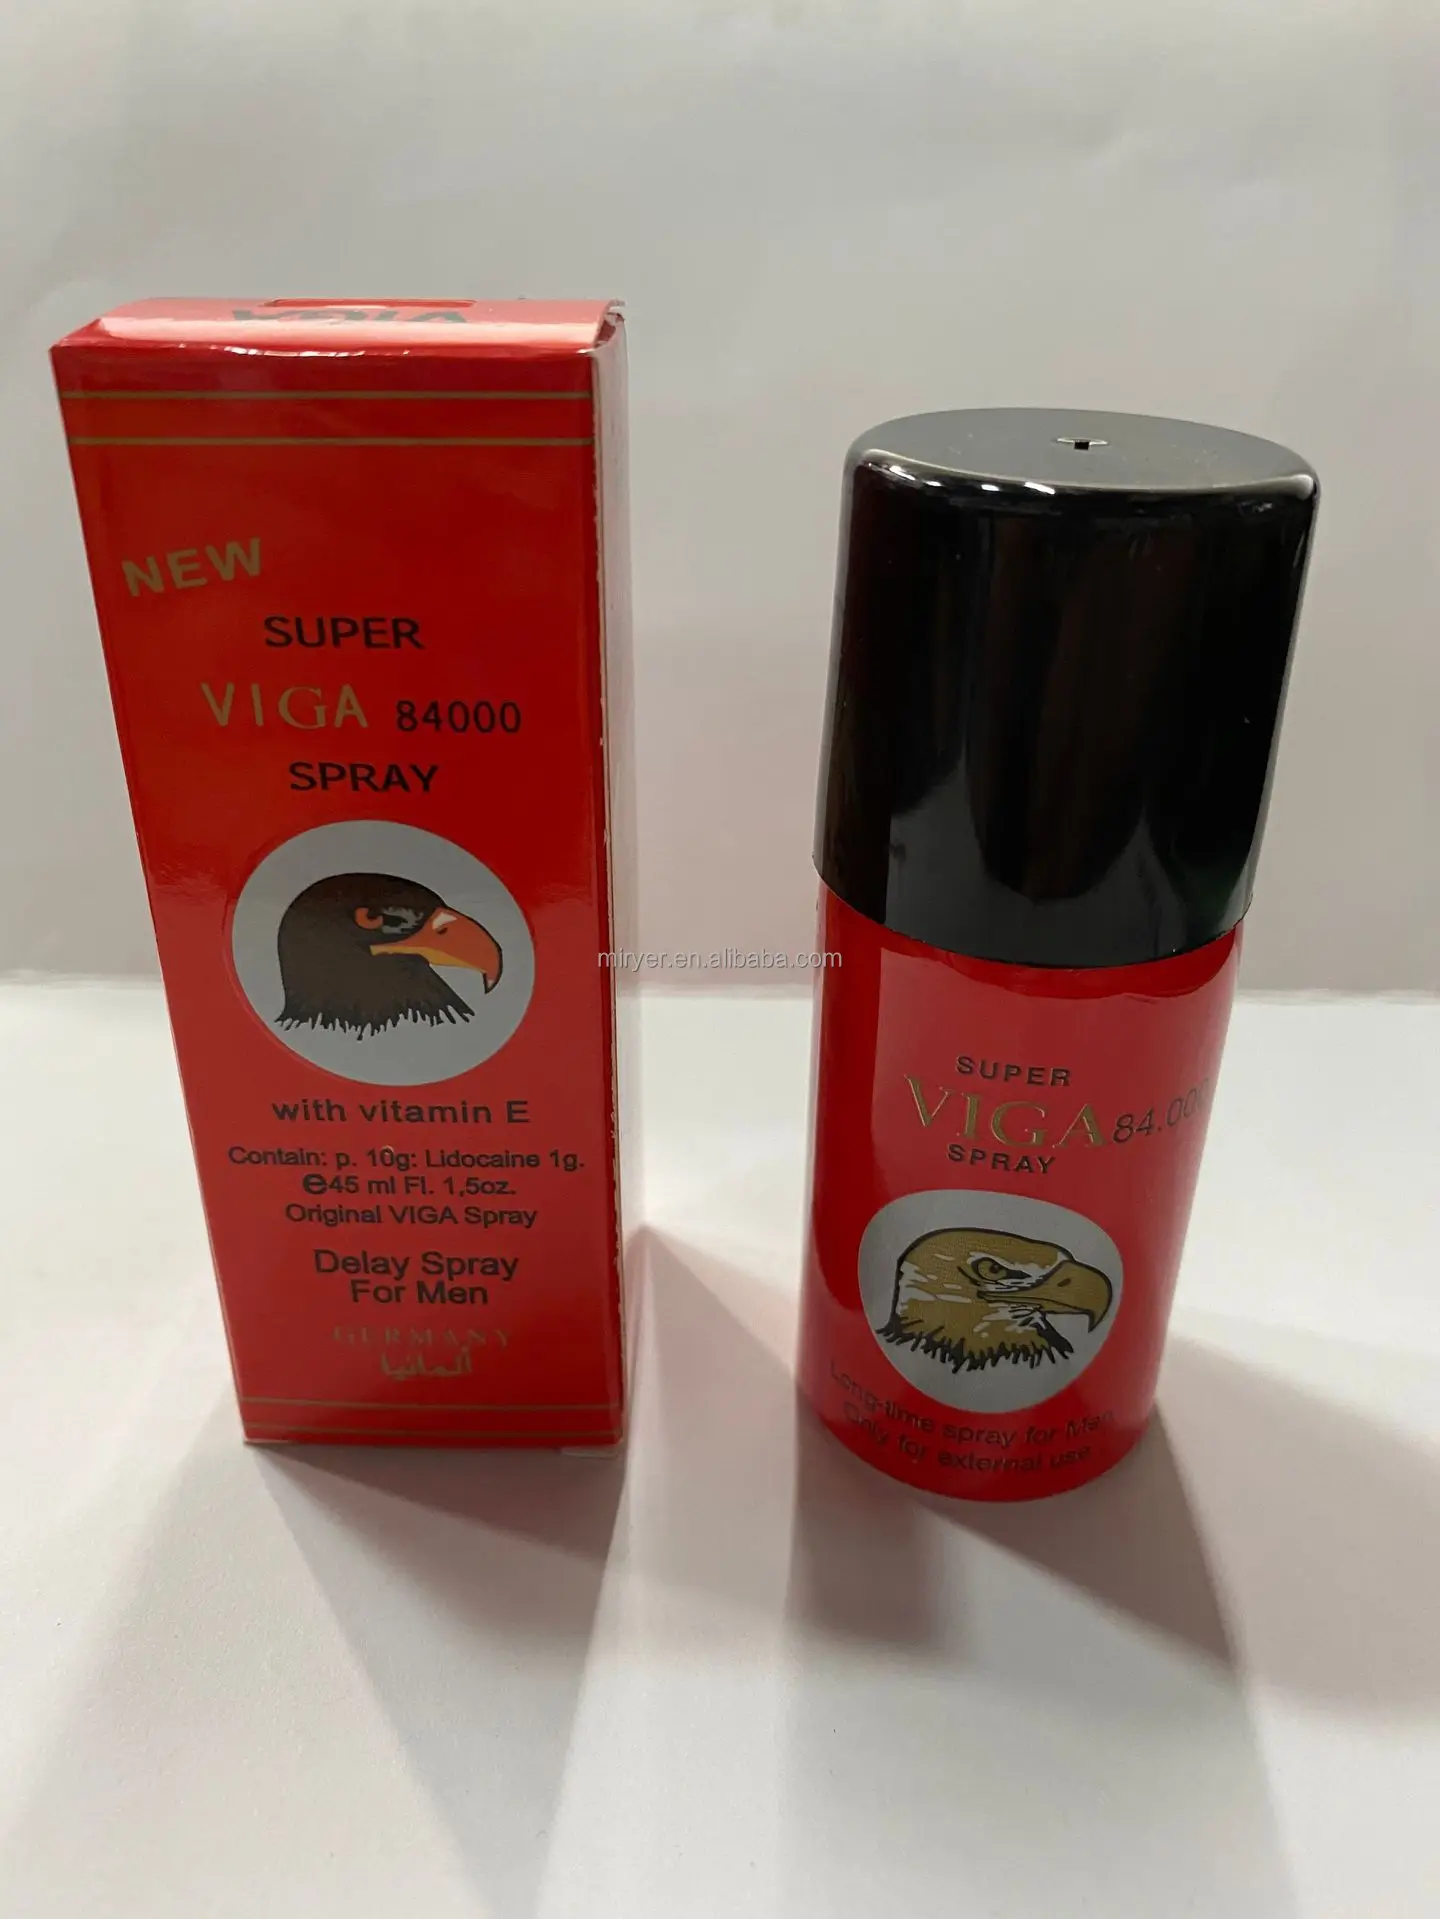 VIGA
NEW
SUPER
VIGA 84000
SPRAY
with vitamin E
Contain: p. 10g: Lidocaine 1g.
e45 ml Fl. 1,5oz.
Original VIGA Spray
Delay Spray
For Men
GERMANY
ألمانيا
miryer.en.alibaba.com
SUPER
VIGA 84.000
SPRAY
Long-time spray for Men
Only for external use